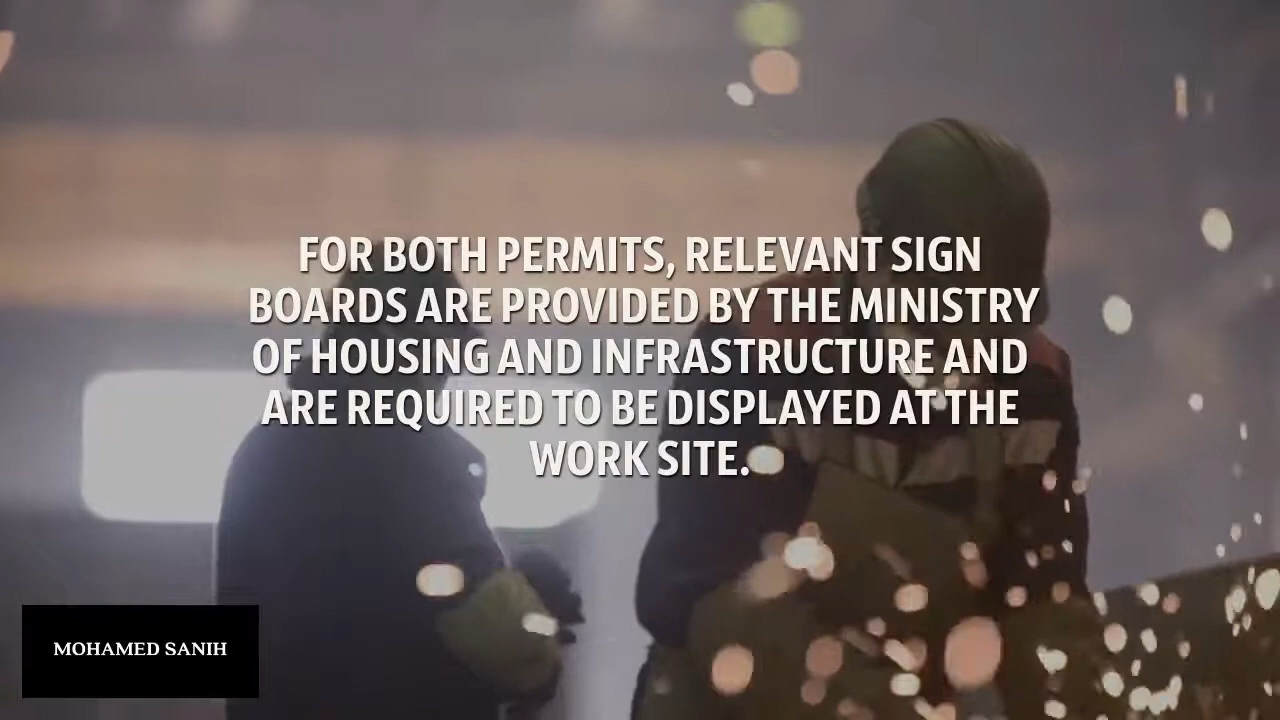 FOR BOTH PERMITS, RELEVANT SIGN
BOARDS ARE PROVIDED BY THE MINISTRY
OF HOUSING AND INFRASTRUCTURE AND
ARE REQUIRED TO BE DISPLAYED AT THE
WORK SITE.
MOHAMED SANIH